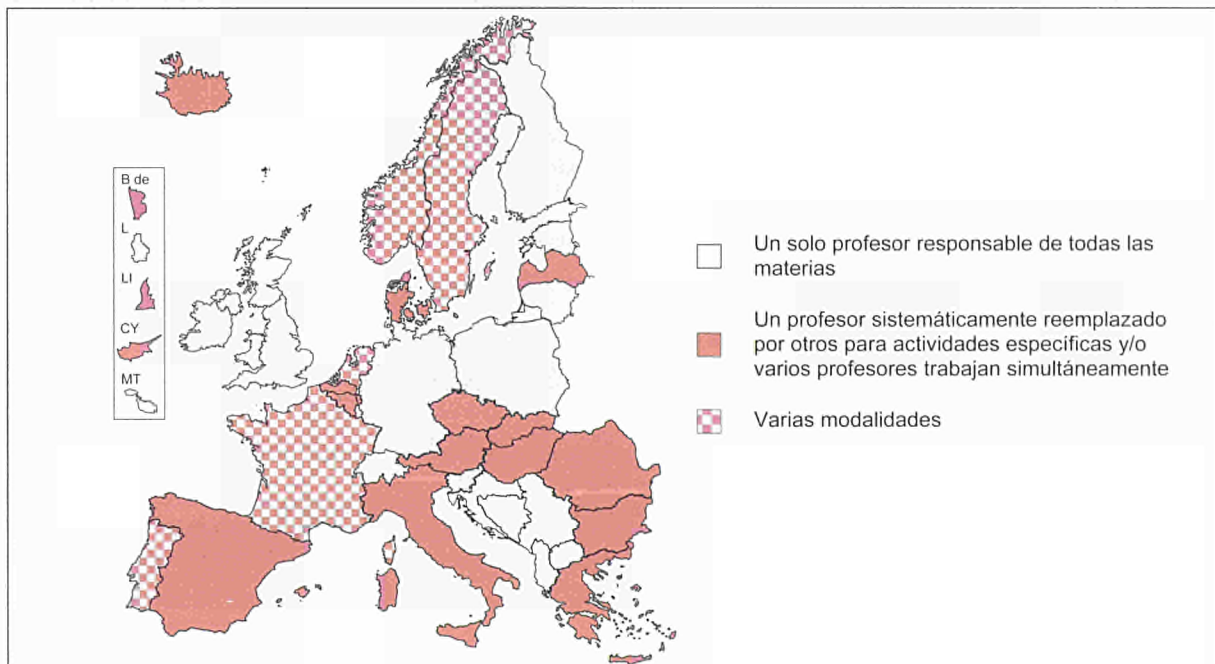 B de
L
LI
CY
MT
Un solo profesor responsable de todas las
materias
Un profesor sistemáticamente reemplazado
por otros para actividades específicas y/o
varios profesores trabajan simultáneamente
Varias modalidades